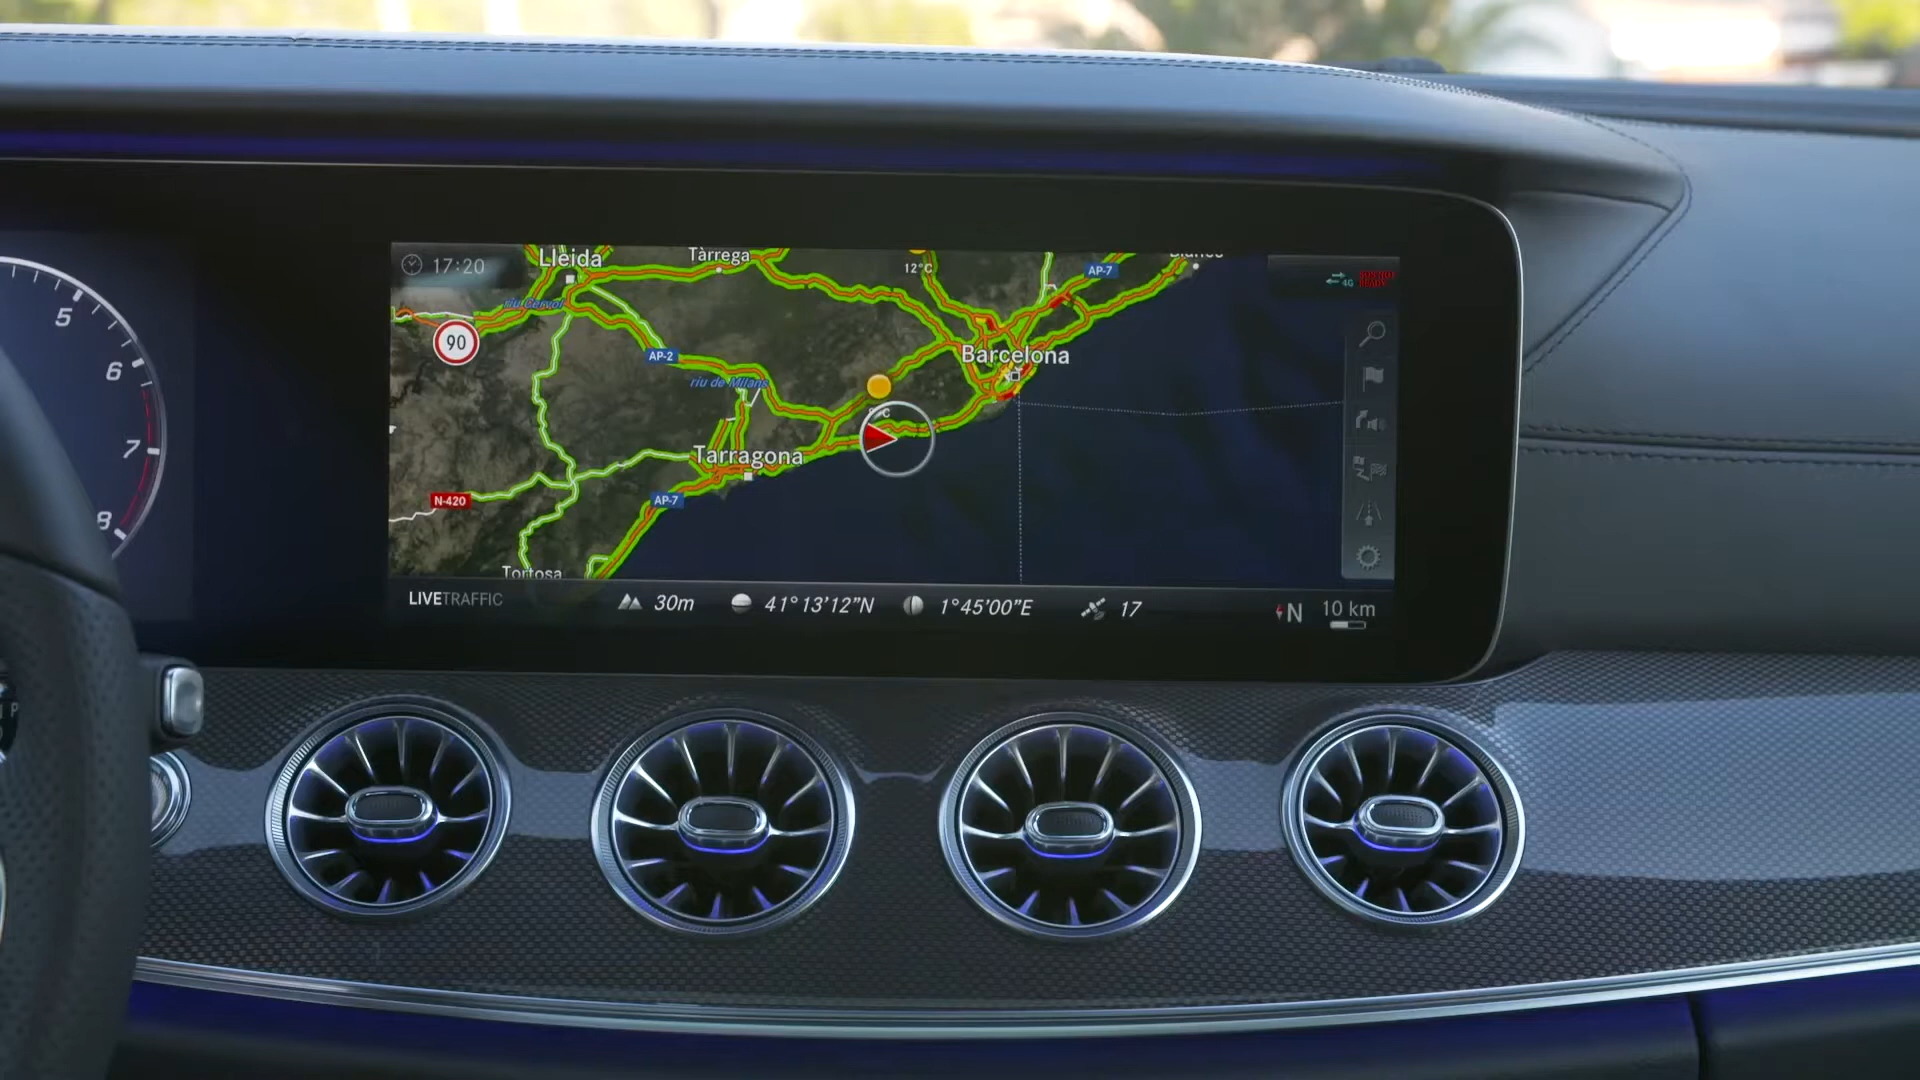 17:20
Lleida
Tàrrega
12°C
AP-7
4G
riu Cervol
90
AP-2
Barcelona
riu de Milans
Tarragona
N-420
AP-7
Tortosa
LIVETRAFFIC
30m
41°13'12"N
1°45'00"E
17
N
10 km
5
6
7
8
P